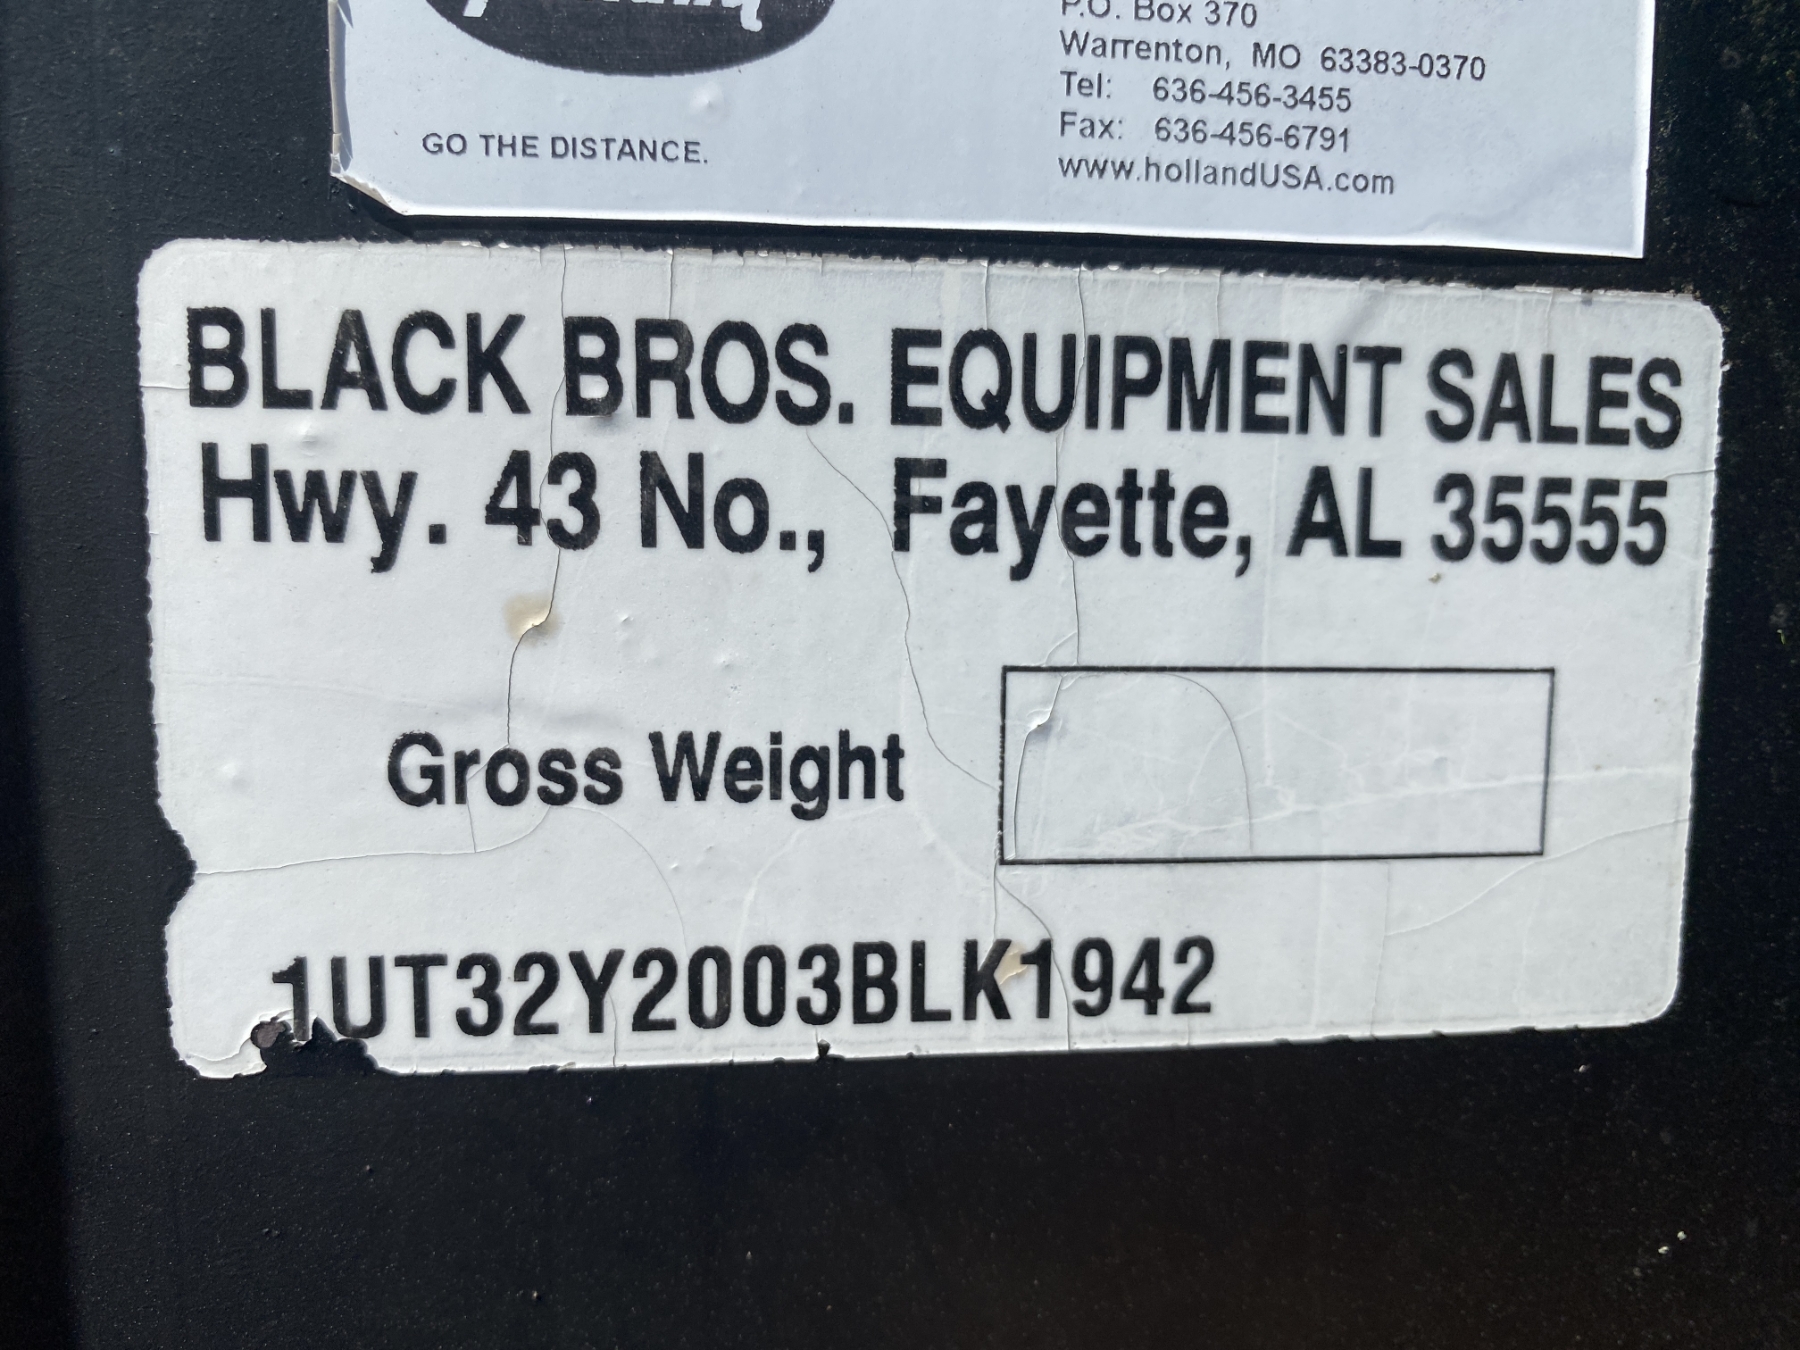 P.O. Box 370
Warrenton, MO 63383-0370
Tel: 636-456-3455
Fax: 636-456-6791
www.hollandUSA.com
GO THE DISTANCE.
BLACK BROS. EQUIPMENT SALES
Hwy. 43 No., Fayette, AL 35555
Gross Weight
1UT32Y2003BLK1942